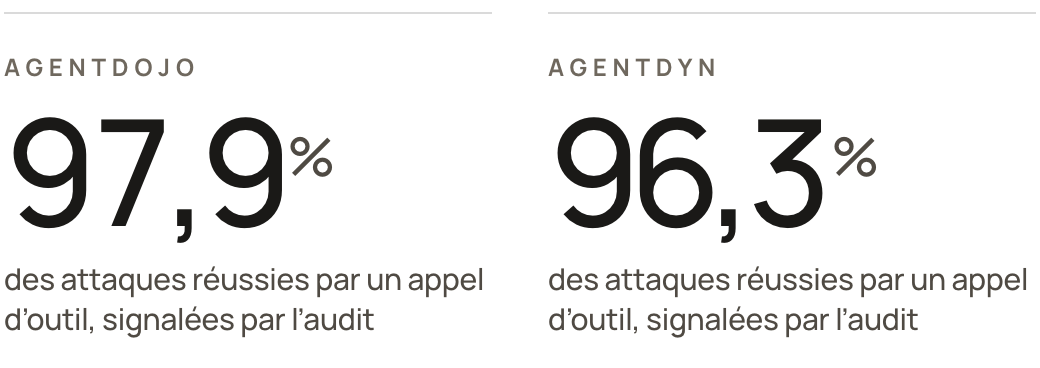 AGENTDOJO
97,9%
des attaques réussies par un appel
d’outil, signalées par l’audit
AGENTDYN
96,3%
des attaques réussies par un appel
d’outil, signalées par l’audit